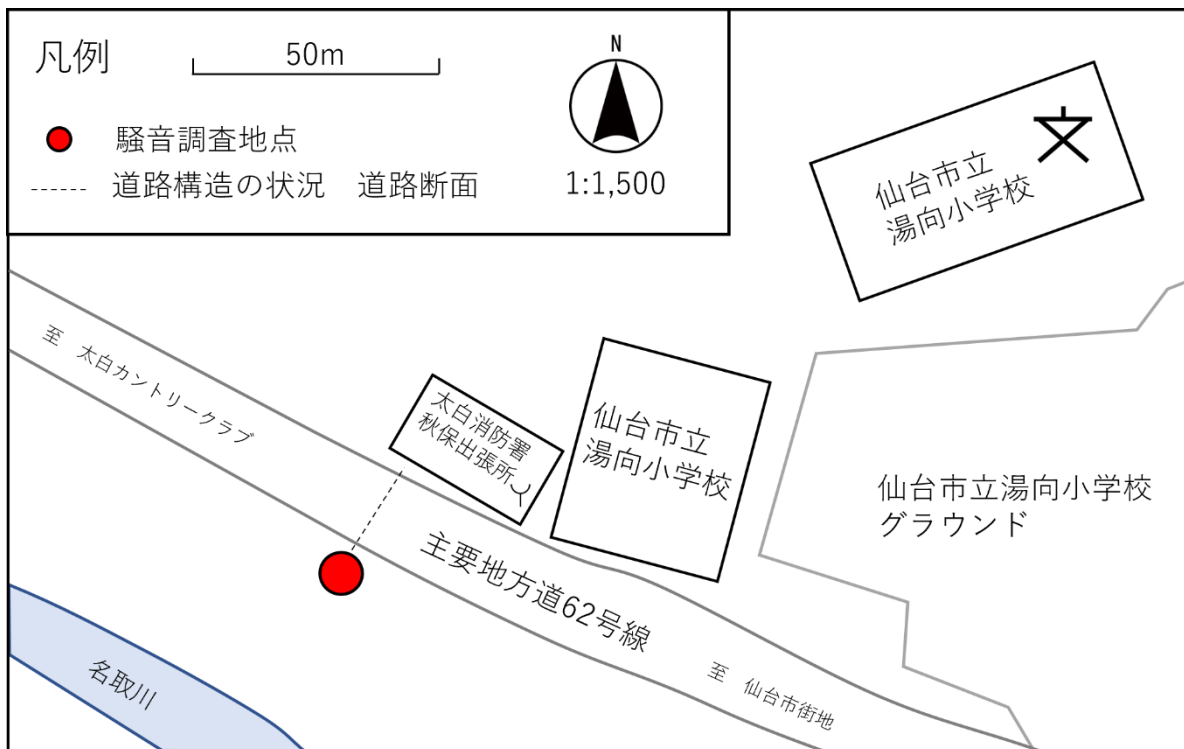 凡例
50m
N
騒音調査地点
道路構造の状況　道路断面
1:1,500
仙台市立
湯向小学校
至　太白カントリークラブ
太白消防署
秋保出張所
仙台市立
湯向小学校
仙台市立湯向小学校
グラウンド
主要地方道62号線
至　仙台市街地
名取川